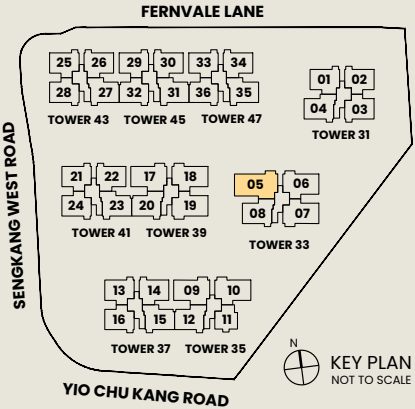 FERNVALE LANE
25 26 29 30 33 34
28 27 32 31 36 35
TOWER 43 TOWER 45 TOWER 47
01 02
04 03
TOWER 31
SENGKANG WEST ROAD
21 22 17 18
24 23 20 19
TOWER 41 TOWER 39
05 06
08 07
TOWER 33
13 14 09 10
16 15 12 11
TOWER 37 TOWER 35
N
KEY PLAN
NOT TO SCALE
YIO CHU KANG ROAD